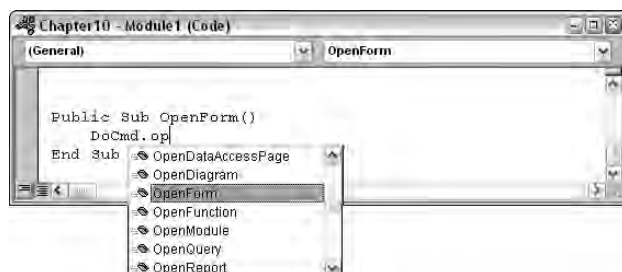 Chapter10 - Module1 (Code)
(General) OpenForm
Public Sub OpenForm()
DoCmd.op
End Sub
OpenDataAccessPage
OpenDiagram
OpenForm
OpenFunction
OpenModule
OpenQuery
OpenReport